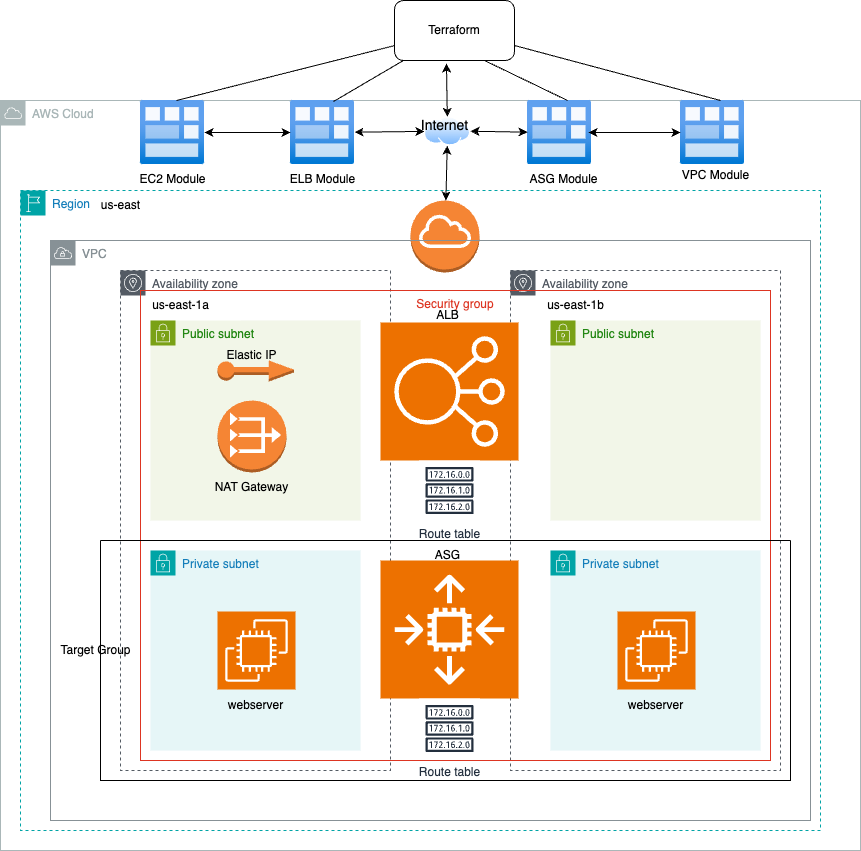 Terraform
AWS Cloud
Internet
EC2 Module
ELB Module
ASG Module
VPC Module
Region
us-east
VPC
Availability zone
Availability zone
us-east-1a
Security group
us-east-1b
ALB
Public subnet
Public subnet
Elastic IP
NAT Gateway
172.16.0.0
172.16.1.0
172.16.2.0
Route table
ASG
Private subnet
Private subnet
Target Group
webserver
webserver
172.16.0.0
172.16.1.0
172.16.2.0
Route table